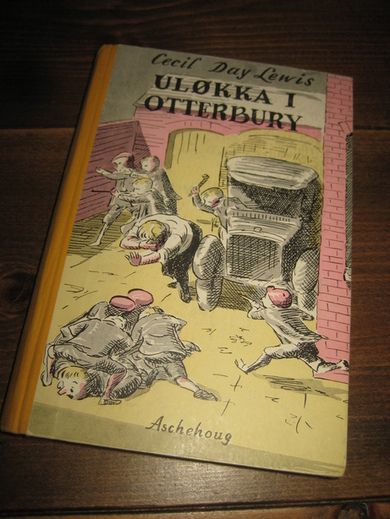 Cecil Day Lewis
ULØKKA I
OTTERBURY
Aschehoug